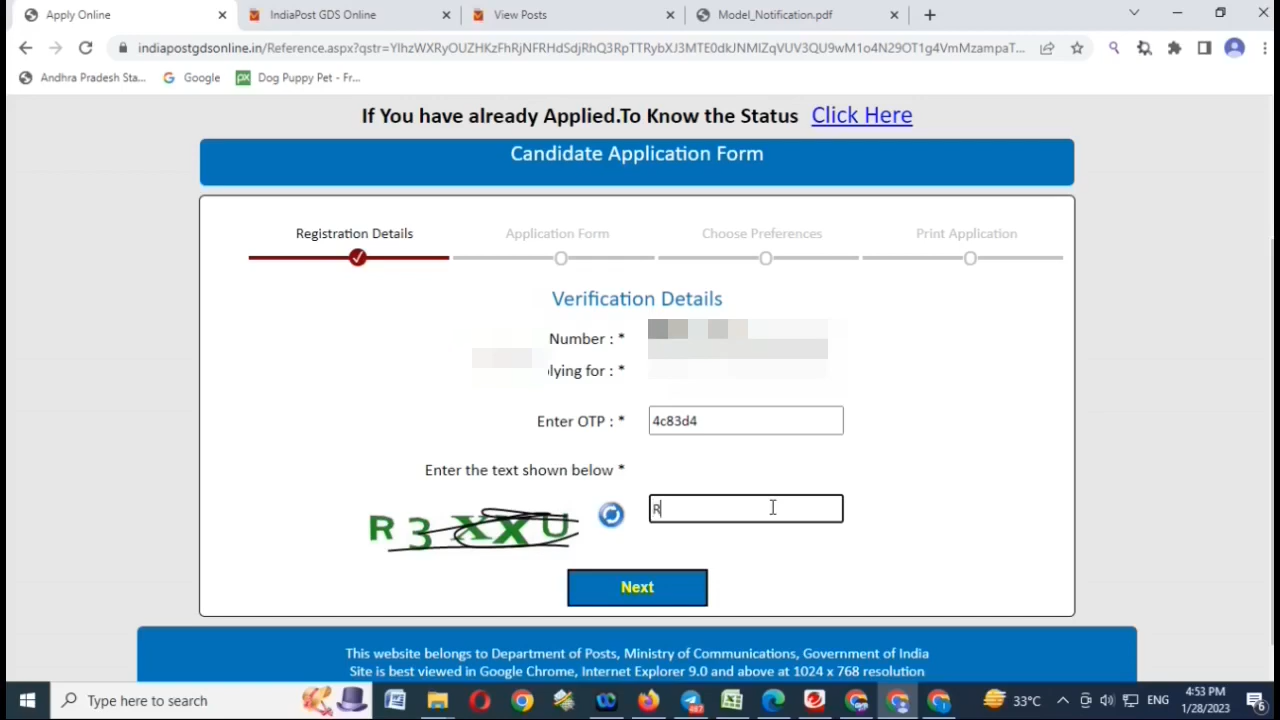 Apply Online
IndiaPost GDS Online
View Posts
Model_Notification.pdf
indiapostgdsonline.in/Reference.aspx?qstr=YlhzWXRyOUZHKzFhRjNFRHdSdjRhQ3RpTTRybXJ3MTE0dkJNMlZqVUV3QU9wM1o4N29OT1g4VmMzampaT...
Andhra Pradesh Sta...
Google
Dog Puppy Pet - Fr...
If You have already Applied.To Know the Status Click Here
Candidate Application Form
Registration Details
Application Form
Choose Preferences
Print Application
Verification Details
Number : *
lying for : *
Enter OTP : * 4c83d4
Enter the text shown below *
R 3 X X U
R
Next
This website belongs to Department of Posts, Ministry of Communications, Government of India
Site is best viewed in Google Chrome, Internet Explorer 9.0 and above at 1024 x 768 resolution
Type here to search
487
33°C
ENG
4:53 PM
1/28/2023
6